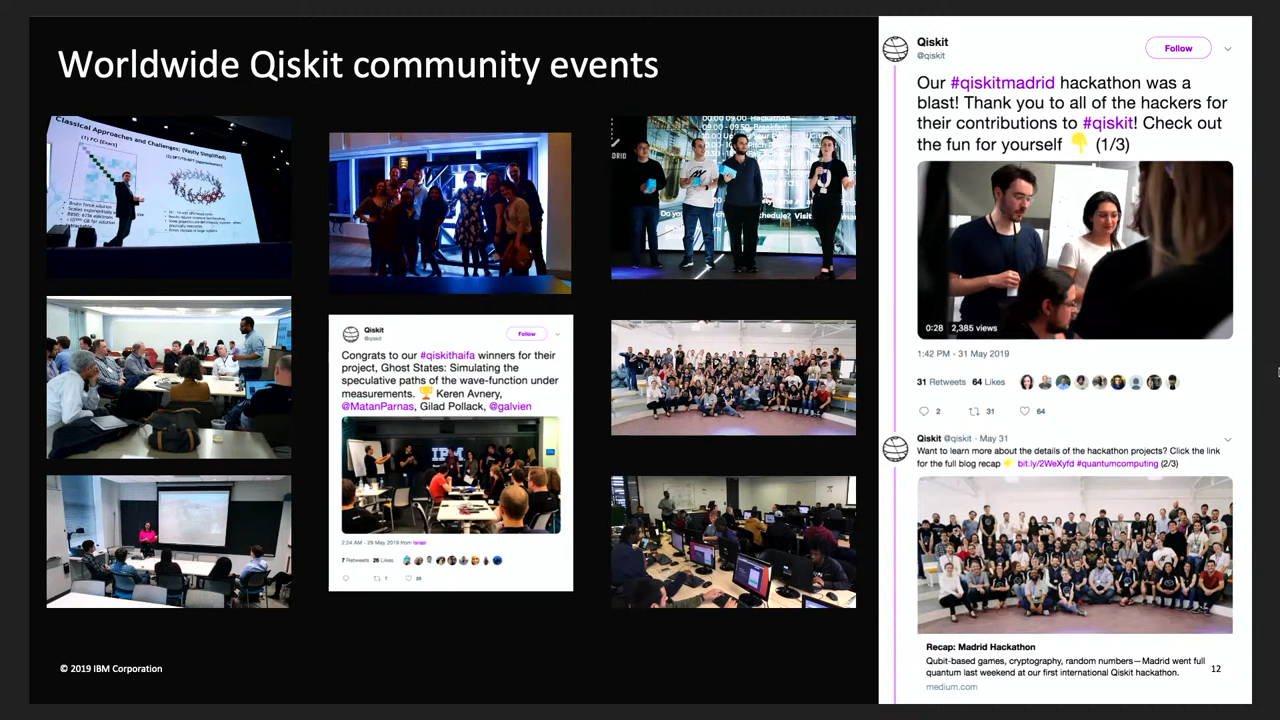 Worldwide Qiskit community events
Classical Approaches and Challenges: (Vastly Simplified)
(1) FCI (Exact)
Qiskit
@qiskit
Follow
Congrats to our #qiskithaifa winners for their
project, Ghost States: Simulating the
speculative paths of the wave-function under
measurements. 🏆 Keren Avnery,
@MatanParnas, Gilad Pollack, @galvien
IBM
2:24 AM - 29 May 2019 from Israel
7 Retweets 26 Likes
7
26
© 2019 IBM Corporation
Qiskit
@qiskit
Follow
Our #qiskitmadrid hackathon was a
blast! Thank you to all of the hackers for
their contributions to #qiskit! Check out
the fun for yourself 👇 (1/3)
0:28 2,385 views
1:42 PM - 31 May 2019
31 Retweets 64 Likes
2 31 64
Qiskit @qiskit · May 31
Want to learn more about the details of the hackathon projects? Click the link
for the full blog recap 👉 bit.ly/2WeXyfd #quantumcomputing (2/3)
Recap: Madrid Hackathon
Qubit-based games, cryptography, random numbers—Madrid went full
quantum last weekend at our first international Qiskit hackathon.
medium.com
12